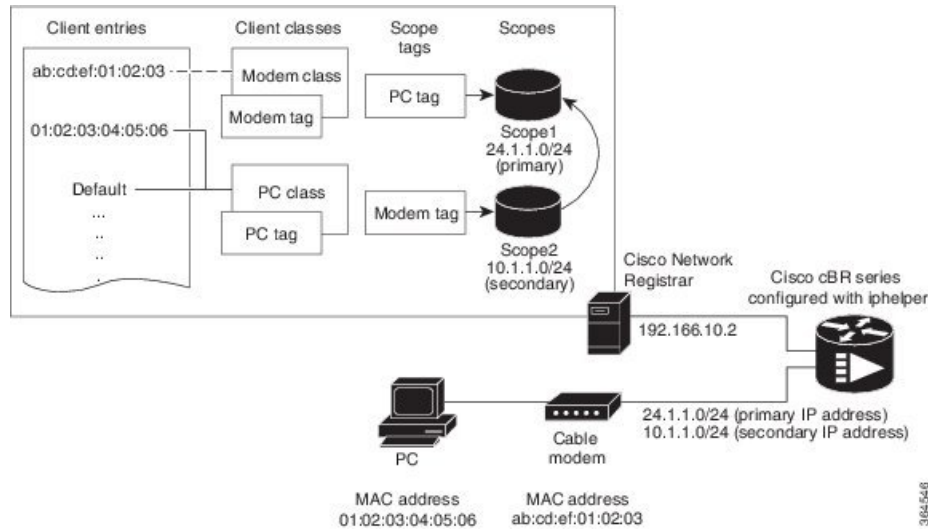 Client entries
Client classes
Scope
tags
Scopes
ab:cd:ef:01:02:03
Modem class
Modem tag
PC tag
Scope1
24.1.1.0/24
(primary)
01:02:03:04:05:06
Default
...
..
..
.
PC class
PC tag
Modem tag
Scope2
10.1.1.0/24
(secondary)
Cisco Network
Registrar
192.166.10.2
Cisco cBR series
configured with iphelper
24.1.1.0/24 (primary IP address)
10.1.1.0/24 (secondary IP address)
PC
Cable
modem
MAC address
01:02:03:04:05:06
MAC address
ab:cd:ef:01:02:03
364546